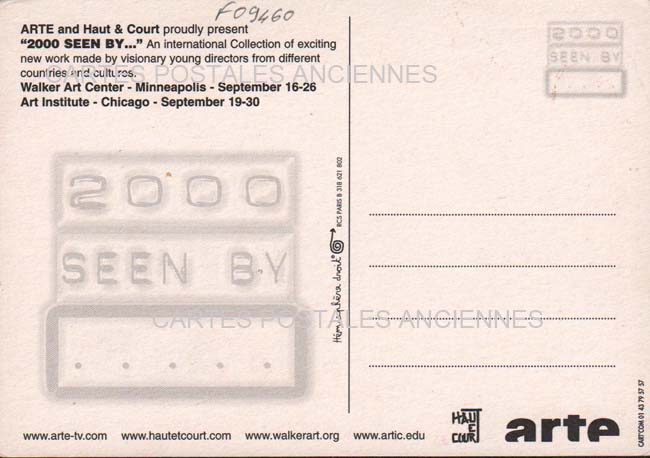 F09460
ARTE and Haut & Court proudly present
“2000 SEEN BY...” An international Collection of exciting
new work made by visionary young directors from different
countries and cultures.
Walker Art Center - Minneapolis - September 16-26
Art Institute - Chicago - September 19-30
CARTES POSTALES ANCIENNES
2000
SEEN BY
.....
2000
SEEN BY
. . . . .
CARTES POSTALES ANCIENNES
RCS PARIS B 318 621 802
www.arte-tv.com www.hautetcourt.com www.walkerart.org www.artic.edu
HAUT
ET
COURT
arte
CART'COM 01 43 79 57 57